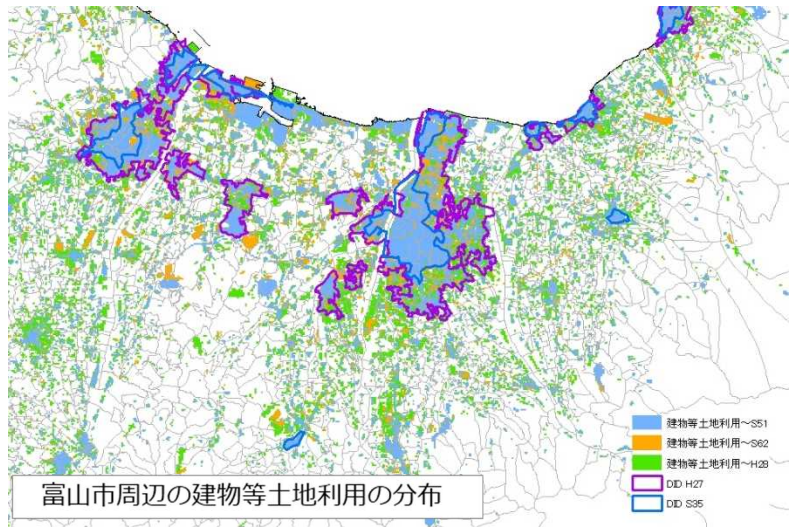 建物等土地利用～S51
建物等土地利用～S62
建物等土地利用～H28
DID H27
DID S35
富山市周辺の建物等土地利用の分布